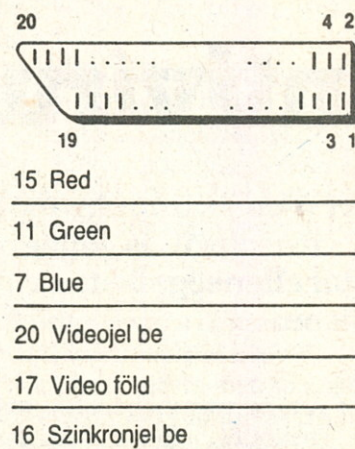 20 4 2
19 3 1
15 Red
11 Green
7 Blue
20 Videojel be
17 Video föld
16 Szinkronjel be